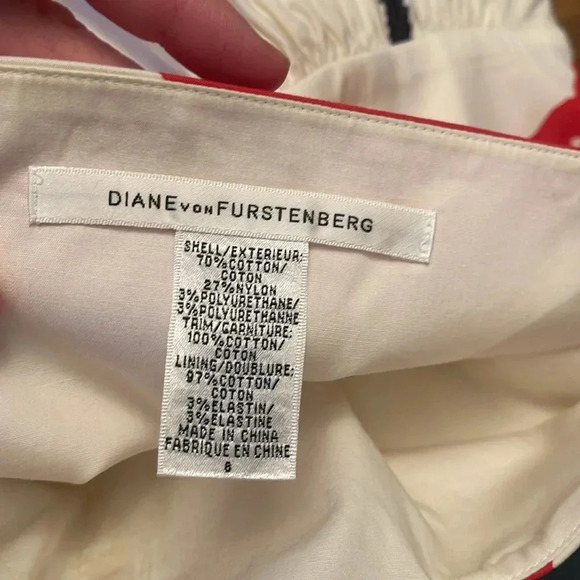 DIANE VON FURSTENBERG
SHELL/EXTERIEUR:
70%COTTON/
COTON
27%NYLON
3%POLYURETHANE/
3%POLYURETHANNE
TRIM/GARNITURE:
100%COTTON/
COTON
LINING/DOUBLURE:
97%COTTON/
COTON
3%ELASTIN/
3%ELASTINE
MADE IN CHINA
FABRIQUE EN CHINE
8